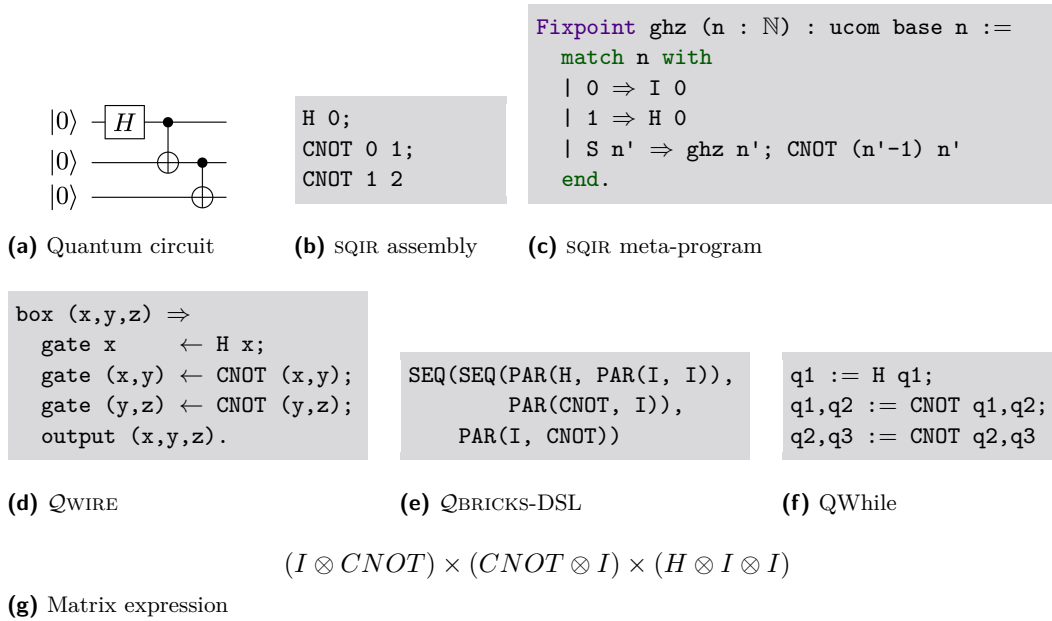 |0⟩ H
|0⟩
|0⟩
(a) Quantum circuit
H 0;
CNOT 0 1;
CNOT 1 2
(b) SQIR assembly
Fixpoint ghz (n : ℕ) : ucom base n :=
match n with
| 0 ⇒ I 0
| 1 ⇒ H 0
| S n' ⇒ ghz n'; CNOT (n'-1) n'
end.
(c) SQIR meta-program
box (x,y,z) ⇒
gate x ← H x;
gate (x,y) ← CNOT (x,y);
gate (y,z) ← CNOT (y,z);
output (x,y,z).
(d) 𝒬WIRE
SEQ(SEQ(PAR(H, PAR(I, I)),
PAR(CNOT, I)),
PAR(I, CNOT))
(e) 𝒬BRICKS-DSL
q1 := H q1;
q1,q2 := CNOT q1,q2;
q2,q3 := CNOT q2,q3
(f) QWhile
(I ⊗ CNOT) × (CNOT ⊗ I) × (H ⊗ I ⊗ I)
(g) Matrix expression